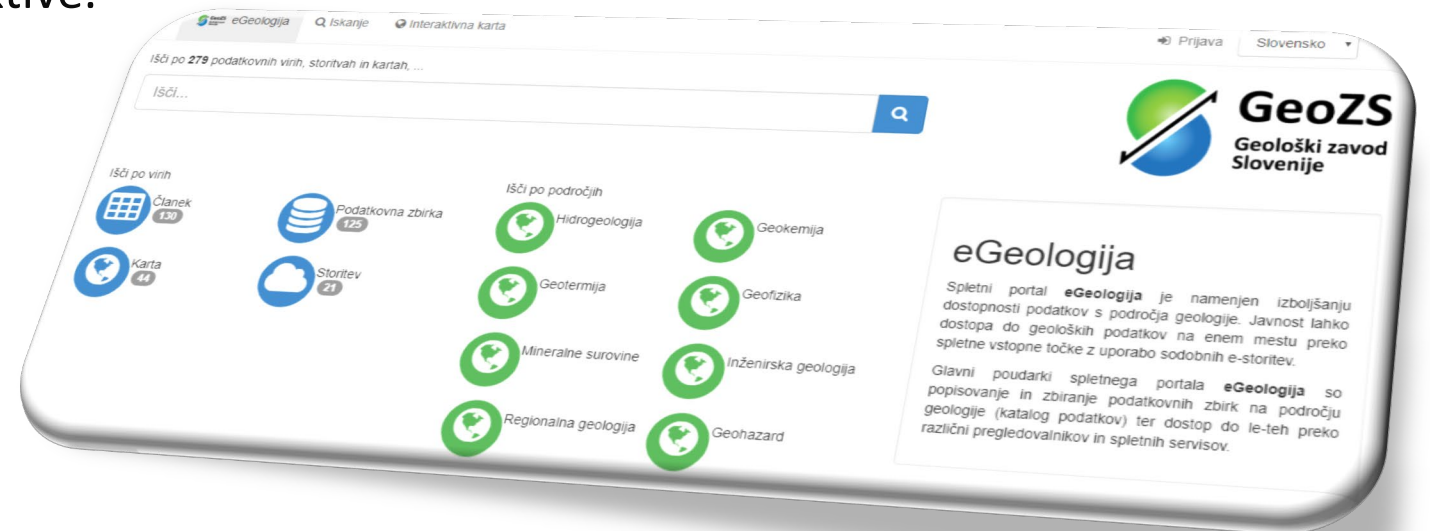 ktive.
GeoZS eGeologija Iskanje Interaktivna karta
Prijava Slovensko
Išči po 279 podatkovnih virih, storitvah in kartah, ...
Išči...
GeoZS
Geološki zavod
Slovenije
Išči po virih
Članek
130
Podatkovna zbirka
125
Karta
44
Storitev
21
Išči po področjih
Hidrogeologija
Geokemija
Geotermija
Geofizika
Mineralne surovine
Inženirska geologija
Regionalna geologija
Geohazard
eGeologija
Spletni portal eGeologija je namenjen izboljšanju
dostopnosti podatkov s področja geologije. Javnost lahko
dostopa do geoloških podatkov na enem mestu preko
spletne vstopne točke z uporabo sodobnih e-storitev.
Glavni poudarki spletnega portala eGeologija so
popisovanje in zbiranje podatkovnih zbirk na področju
geologije (katalog podatkov) ter dostop do le-teh preko
različni pregledovalnikov in spletnih servisov.